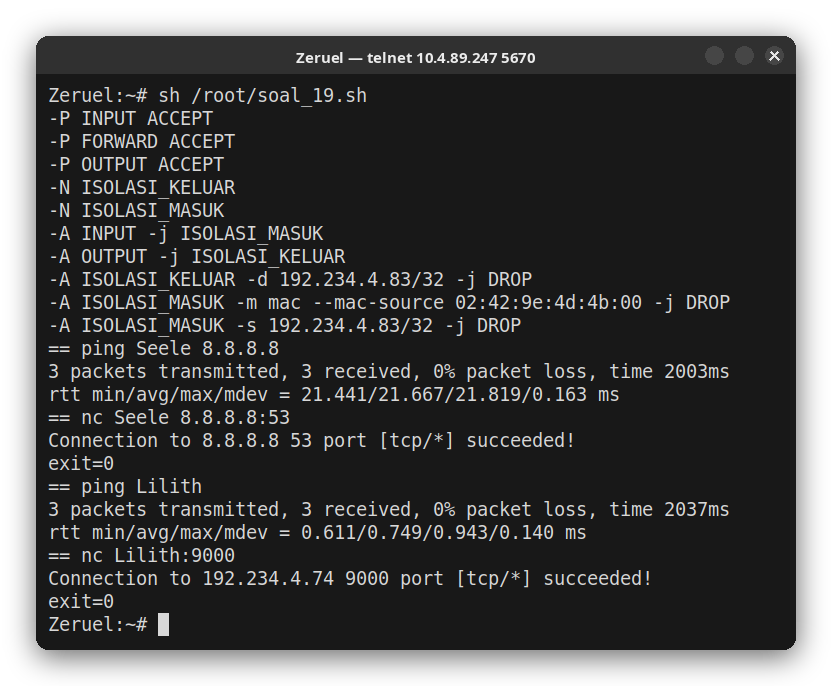 Zeruel — telnet 10.4.89.247 5670
Zeruel:~# sh /root/soal_19.sh
-P INPUT ACCEPT
-P FORWARD ACCEPT
-P OUTPUT ACCEPT
-N ISOLASI_KELUAR
-N ISOLASI_MASUK
-A INPUT -j ISOLASI_MASUK
-A OUTPUT -j ISOLASI_KELUAR
-A ISOLASI_KELUAR -d 192.234.4.83/32 -j DROP
-A ISOLASI_MASUK -m mac --mac-source 02:42:9e:4d:4b:00 -j DROP
-A ISOLASI_MASUK -s 192.234.4.83/32 -j DROP
== ping Seele 8.8.8.8
3 packets transmitted, 3 received, 0% packet loss, time 2003ms
rtt min/avg/max/mdev = 21.441/21.667/21.819/0.163 ms
== nc Seele 8.8.8.8:53
Connection to 8.8.8.8 53 port [tcp/*] succeeded!
exit=0
== ping Lilith
3 packets transmitted, 3 received, 0% packet loss, time 2037ms
rtt min/avg/max/mdev = 0.611/0.749/0.943/0.140 ms
== nc Lilith:9000
Connection to 192.234.4.74 9000 port [tcp/*] succeeded!
exit=0
Zeruel:~#